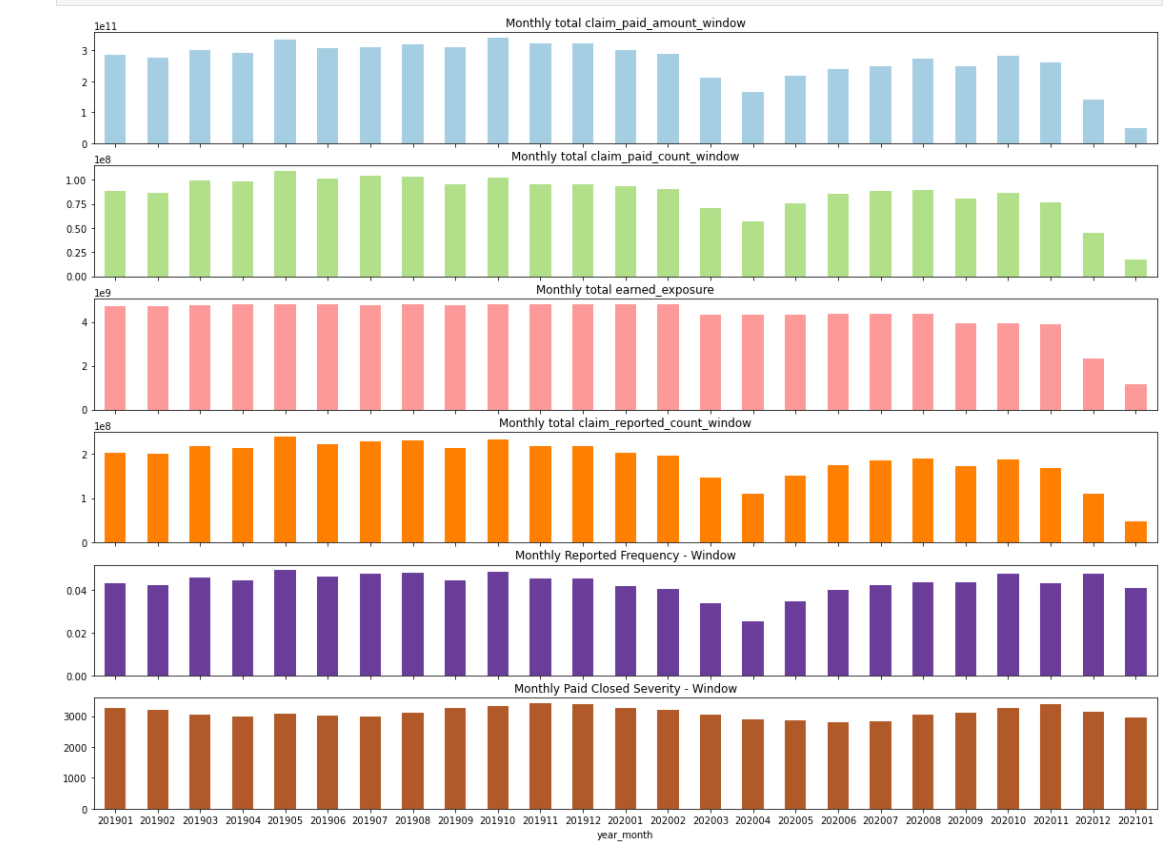 Monthly total claim_paid_amount_window
1e11
3
2
1
0
Monthly total claim_paid_count_window
1e8
1.00
0.75
0.50
0.25
0.00
Monthly total earned_exposure
1e9
4
2
0
Monthly total claim_reported_count_window
1e8
2
1
0
Monthly Reported Frequency - Window
0.04
0.02
0.00
Monthly Paid Closed Severity - Window
3000
2000
1000
0
201901 201902 201903 201904 201905 201906 201907 201908 201909 201910 201911 201912 202001 202002 202003 202004 202005 202006 202007 202008 202009 202010 202011 202012 202101
year_month